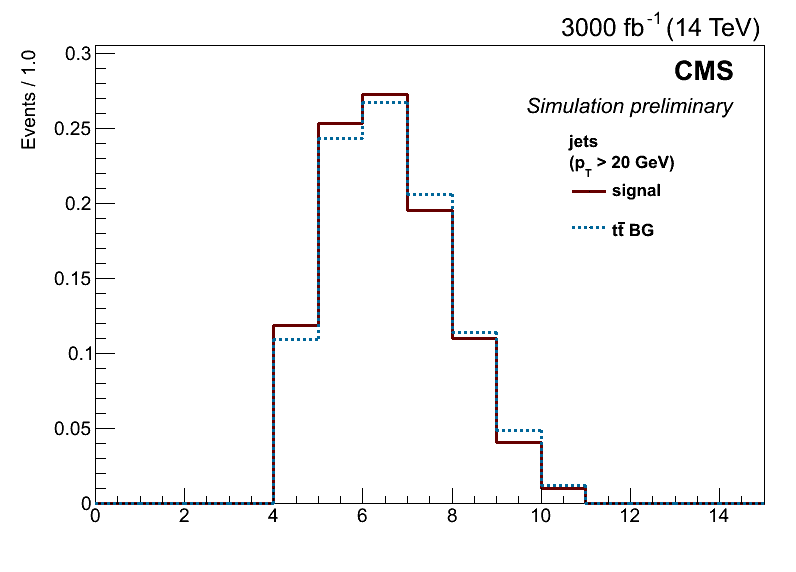 3000 fb⁻¹ (14 TeV)
CMS
Simulation preliminary
jets
(p_T > 20 GeV)
signal
tt̅ BG
Events / 1.0
0.3
0.25
0.2
0.15
0.1
0.05
0
0 2 4 6 8 10 12 14